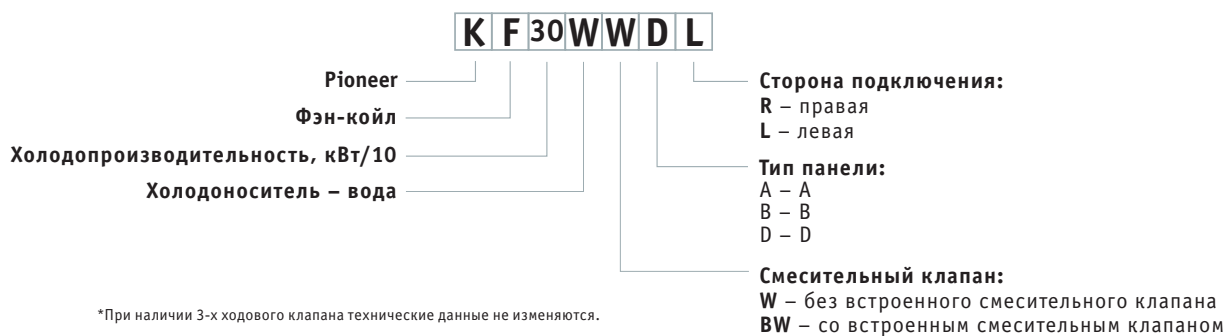 K F 30 W W D L
Pioneer
Фэн-койл
Холодопроизводительность, кВт/10
Холодоноситель – вода
Сторона подключения:
R – правая
L – левая
Тип панели:
A – A
B – B
D – D
Смесительный клапан:
W – без встроенного смесительного клапана
BW – со встроенным смесительным клапаном
*При наличии 3-х ходового клапана технические данные не изменяются.